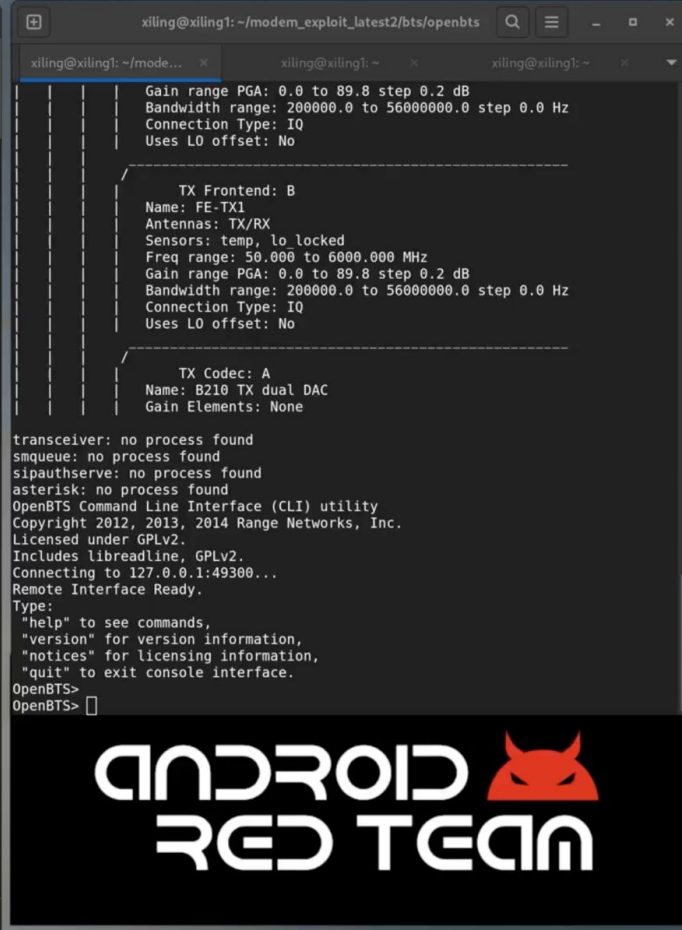 xiling@xiling1: ~/modem_exploit_latest2/bts/openbts
xiling@xiling1: ~/mode...
xiling@xiling1: ~
xiling@xiling1: ~
Gain range PGA: 0.0 to 89.8 step 0.2 dB
Bandwidth range: 200000.0 to 56000000.0 step 0.0 Hz
Connection Type: IQ
Uses LO offset: No
TX Frontend: B
Name: FE-TX1
Antennas: TX/RX
Sensors: temp, lo_locked
Freq range: 50.000 to 6000.000 MHz
Gain range PGA: 0.0 to 89.8 step 0.2 dB
Bandwidth range: 200000.0 to 56000000.0 step 0.0 Hz
Connection Type: IQ
Uses LO offset: No
TX Codec: A
Name: B210 TX dual DAC
Gain Elements: None
transceiver: no process found
smqueue: no process found
sipauthserve: no process found
asterisk: no process found
OpenBTS Command Line Interface (CLI) utility
Copyright 2012, 2013, 2014 Range Networks, Inc.
Licensed under GPLv2.
Includes libreadline, GPLv2.
Connecting to 127.0.0.1:49300...
Remote Interface Ready.
Type:
"help" to see commands,
"version" for version information,
"notices" for licensing information,
"quit" to exit console interface.
OpenBTS>
OpenBTS>
ANDROID
RED TEAM